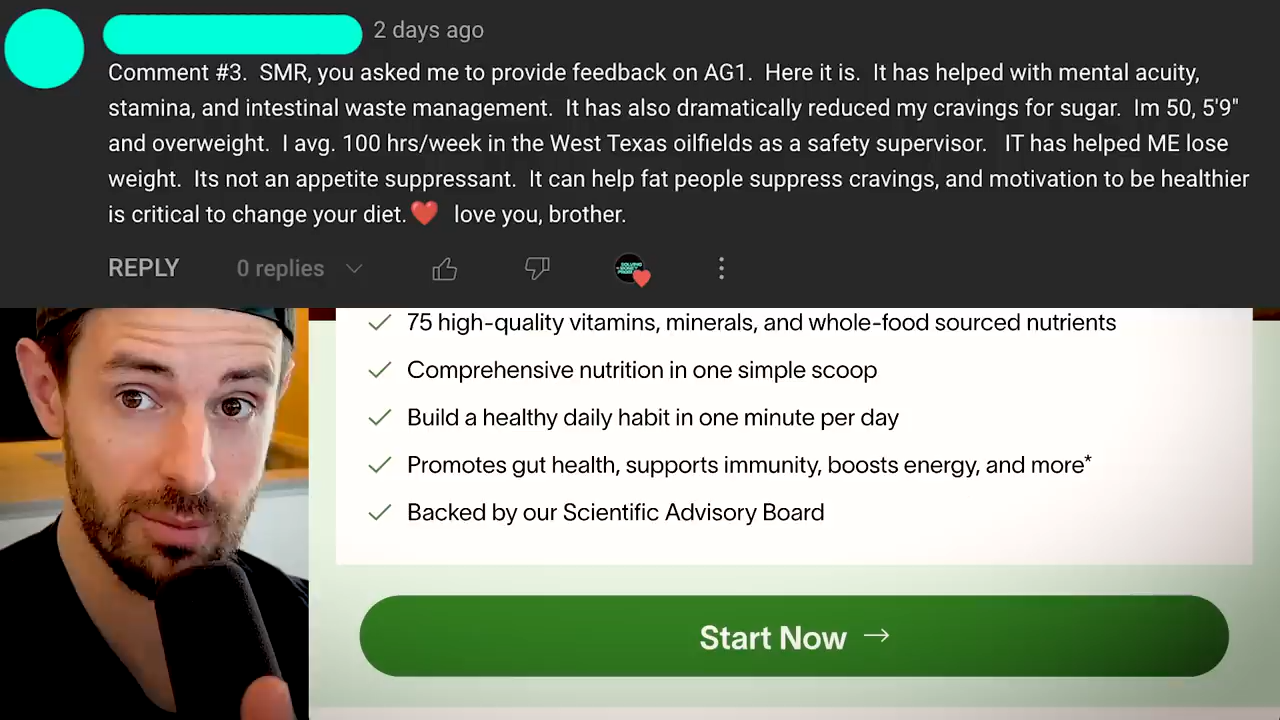 2 days ago
Comment #3.  SMR, you asked me to provide feedback on AG1.  Here it is.  It has helped with mental acuity,
stamina, and intestinal waste management.  It has also dramatically reduced my cravings for sugar.  Im 50, 5'9"
and overweight.  I avg. 100 hrs/week in the West Texas oilfields as a safety supervisor.   IT has helped ME lose
weight.  Its not an appetite suppressant.  It can help fat people suppress cravings, and motivation to be healthier
is critical to change your diet.❤️  love you, brother.
REPLY 0 replies
75 high-quality vitamins, minerals, and whole-food sourced nutrients
Comprehensive nutrition in one simple scoop
Build a healthy daily habit in one minute per day
Promotes gut health, supports immunity, boosts energy, and more*
Backed by our Scientific Advisory Board
Start Now →